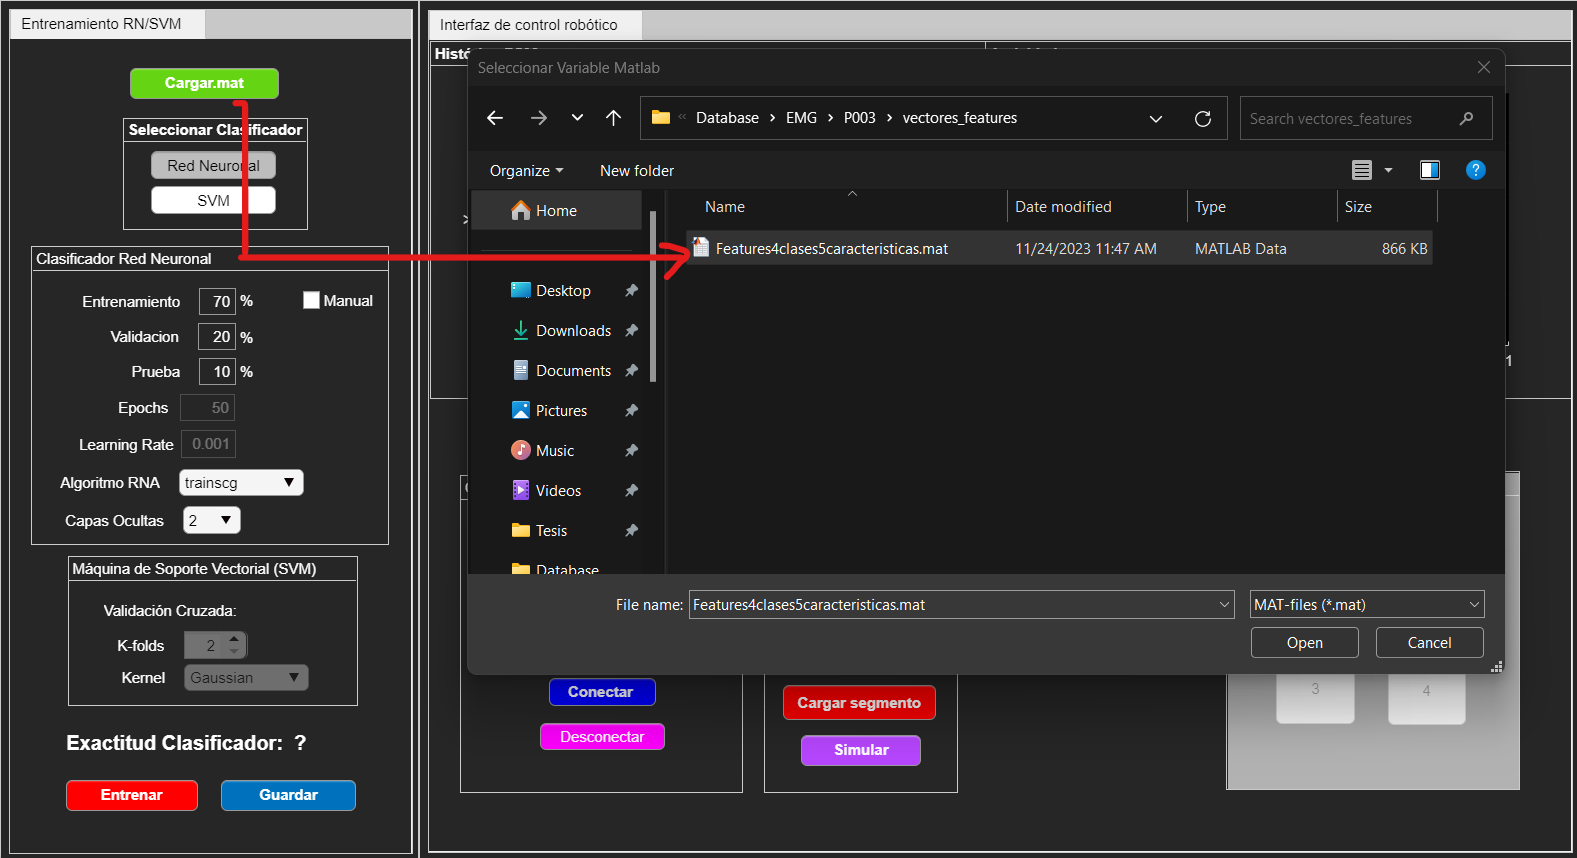 Entrenamiento RN/SVM
Cargar.mat
Seleccionar Clasificador
Red Neuronal
SVM
Clasificador Red Neuronal
Entrenamiento 70 % Manual
Validacion 20 %
Prueba 10 %
Epochs 50
Learning Rate 0.001
Algoritmo RNA trainscg
Capas Ocultas 2
Máquina de Soporte Vectorial (SVM)
Validación Cruzada:
K-folds 2
Kernel Gaussian
Exactitud Clasificador: ?
Entrenar Guardar
Interfaz de control robótico
Seleccionar Variable Matlab
« Database › EMG › P003 › vectores_features
Search vectores_features
Organize New folder
?
Home
Desktop
Downloads
Documents
Pictures
Music
Videos
Tesis
Database
Name Date modified Type Size
Features4clases5caracteristicas.mat 11/24/2023 11:47 AM MATLAB Data 866 KB
File name: Features4clases5caracteristicas.mat MAT-files (*.mat)
Open Cancel
1
Conectar
Desconectar
Cargar segmento
Simular
3 4